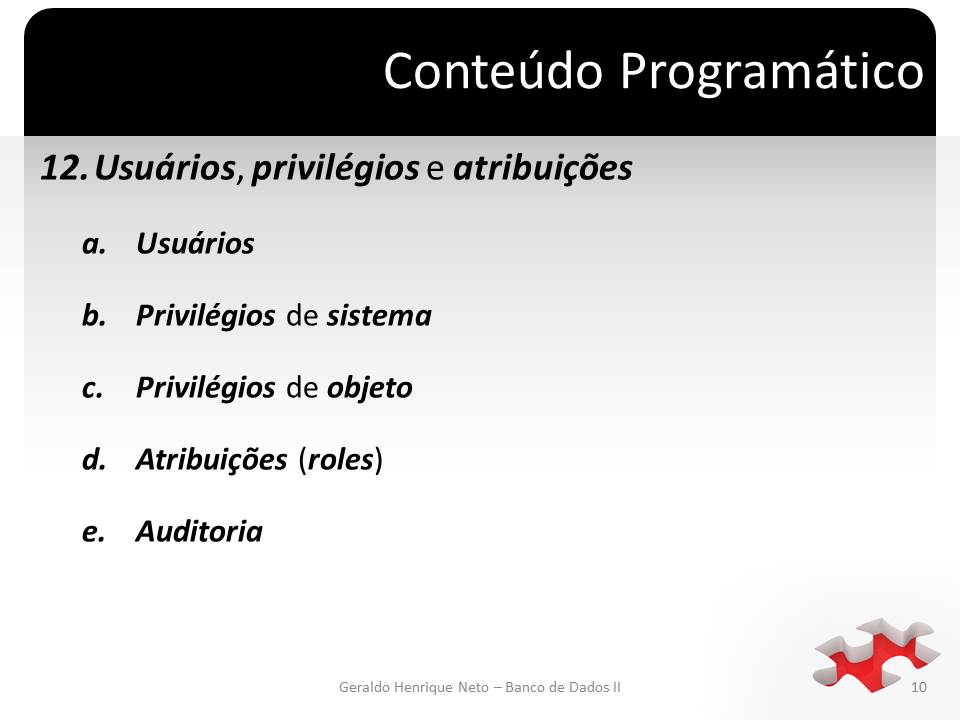 Conteúdo Programático
12. Usuários, privilégios e atribuições
a. Usuários
b. Privilégios de sistema
c. Privilégios de objeto
d. Atribuições (roles)
e. Auditoria
Geraldo Henrique Neto – Banco de Dados II
10